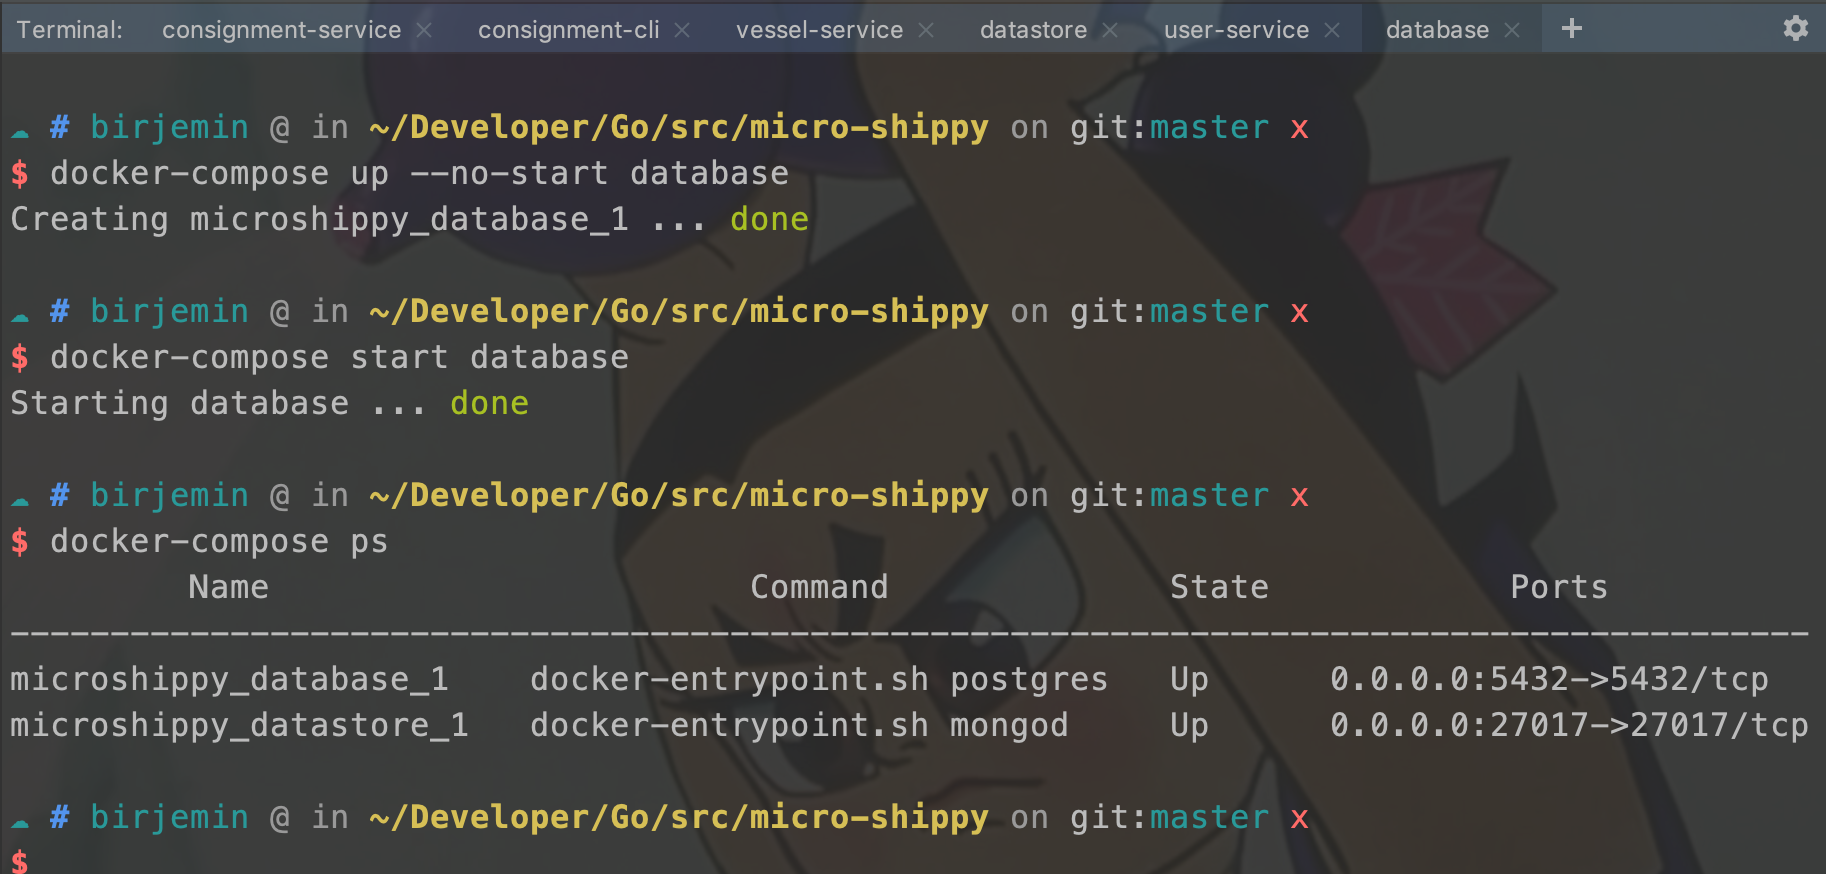 Terminal: consignment-service × consignment-cli × vessel-service × datastore × user-service × database × +
☁ # birjemin @ in ~/Developer/Go/src/micro-shippy on git:master x
$ docker-compose up --no-start database
Creating microshippy_database_1 ... done
☁ # birjemin @ in ~/Developer/Go/src/micro-shippy on git:master x
$ docker-compose start database
Starting database ... done
☁ # birjemin @ in ~/Developer/Go/src/micro-shippy on git:master x
$ docker-compose ps
Name Command State Ports
------------------------------------------------------------------------------------------
microshippy_database_1 docker-entrypoint.sh postgres Up 0.0.0.0:5432->5432/tcp
microshippy_datastore_1 docker-entrypoint.sh mongod Up 0.0.0.0:27017->27017/tcp
☁ # birjemin @ in ~/Developer/Go/src/micro-shippy on git:master x
$